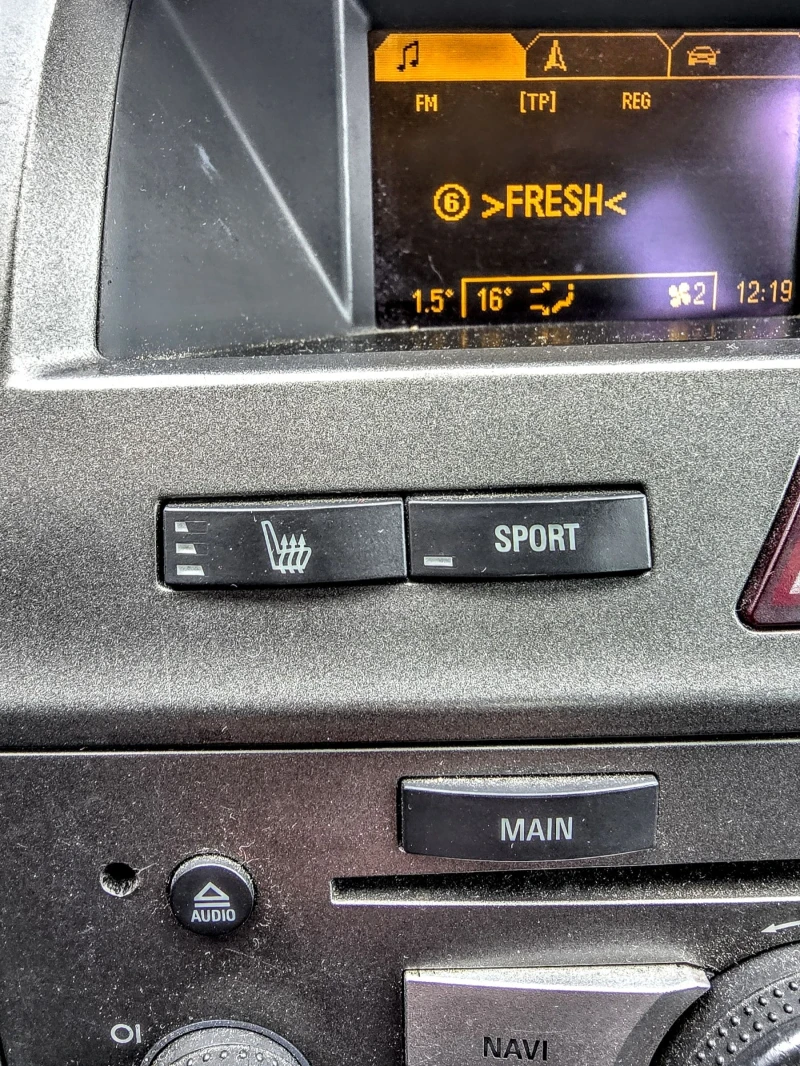 FM [TP] REG
6 >FRESH<
1.5° 16° 2 12:19
SPORT
MAIN
AUDIO
NAVI